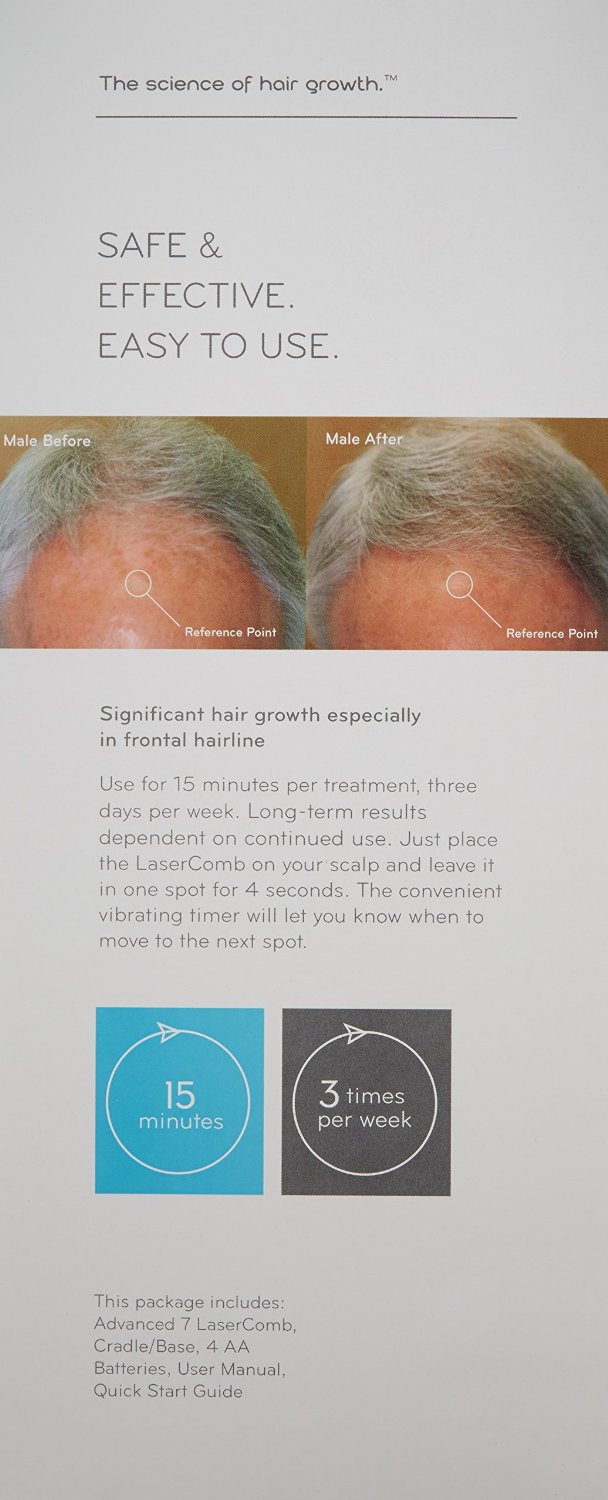 The science of hair growth.™
SAFE &
EFFECTIVE.
EASY TO USE.
Male Before
Male After
Reference Point
Reference Point
Significant hair growth especially
in frontal hairline
Use for 15 minutes per treatment, three
days per week. Long-term results
dependent on continued use. Just place
the LaserComb on your scalp and leave it
in one spot for 4 seconds. The convenient
vibrating timer will let you know when to
move to the next spot.
15
minutes
3 times
per week
This package includes:
Advanced 7 LaserComb,
Cradle/Base, 4 AA
Batteries, User Manual,
Quick Start Guide